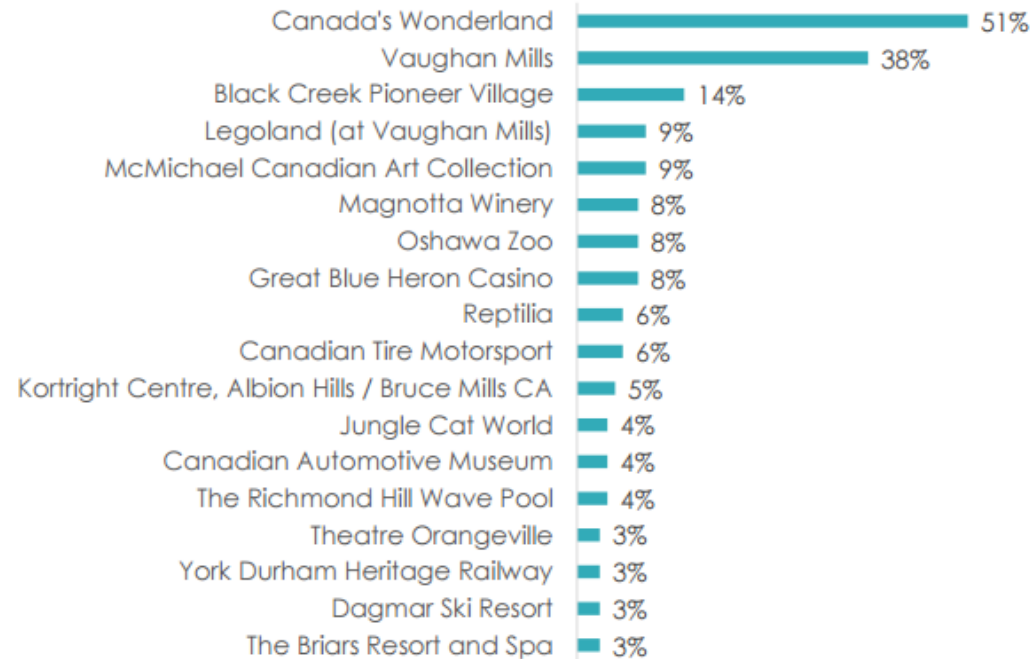 Canada's Wonderland 51%
Vaughan Mills 38%
Black Creek Pioneer Village 14%
Legoland (at Vaughan Mills) 9%
McMichael Canadian Art Collection 9%
Magnotta Winery 8%
Oshawa Zoo 8%
Great Blue Heron Casino 8%
Reptilia 6%
Canadian Tire Motorsport 6%
Kortright Centre, Albion Hills / Bruce Mills CA 5%
Jungle Cat World 4%
Canadian Automotive Museum 4%
The Richmond Hill Wave Pool 4%
Theatre Orangeville 3%
York Durham Heritage Railway 3%
Dagmar Ski Resort 3%
The Briars Resort and Spa 3%